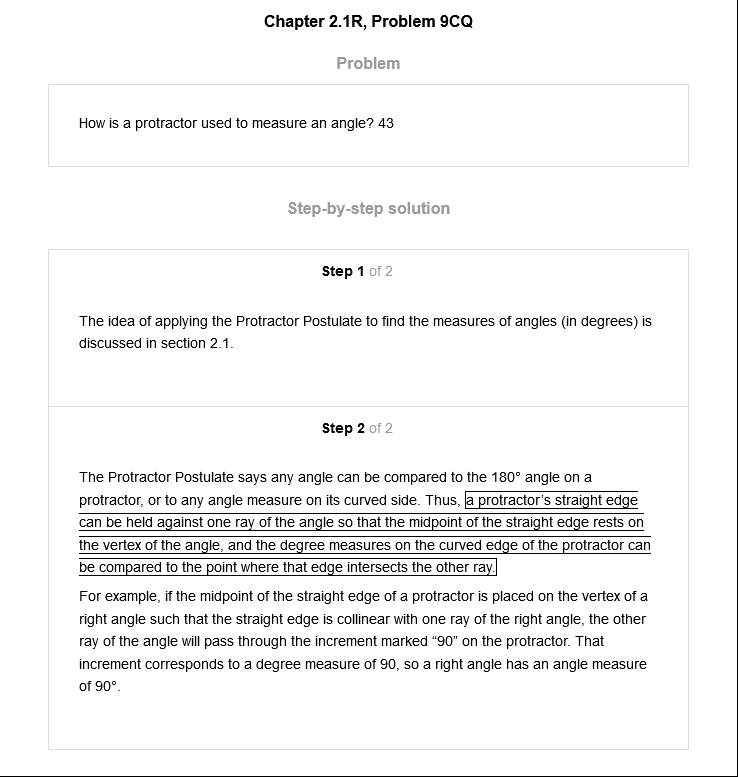 Chapter 2.1R, Problem 9CQ
Problem
How is a protractor used to measure an angle? 43
Step-by-step solution
Step 1 of 2
The idea of applying the Protractor Postulate to find the measures of angles (in degrees) is
discussed in section 2.1.
Step 2 of 2
The Protractor Postulate says any angle can be compared to the 180° angle on a
protractor, or to any angle measure on its curved side. Thus, a protractor's straight edge
can be held against one ray of the angle so that the midpoint of the straight edge rests on
the vertex of the angle, and the degree measures on the curved edge of the protractor can
be compared to the point where that edge intersects the other ray.
For example, if the midpoint of the straight edge of a protractor is placed on the vertex of a
right angle such that the straight edge is collinear with one ray of the right angle, the other
ray of the angle will pass through the increment marked “90” on the protractor. That
increment corresponds to a degree measure of 90, so a right angle has an angle measure
of 90°.